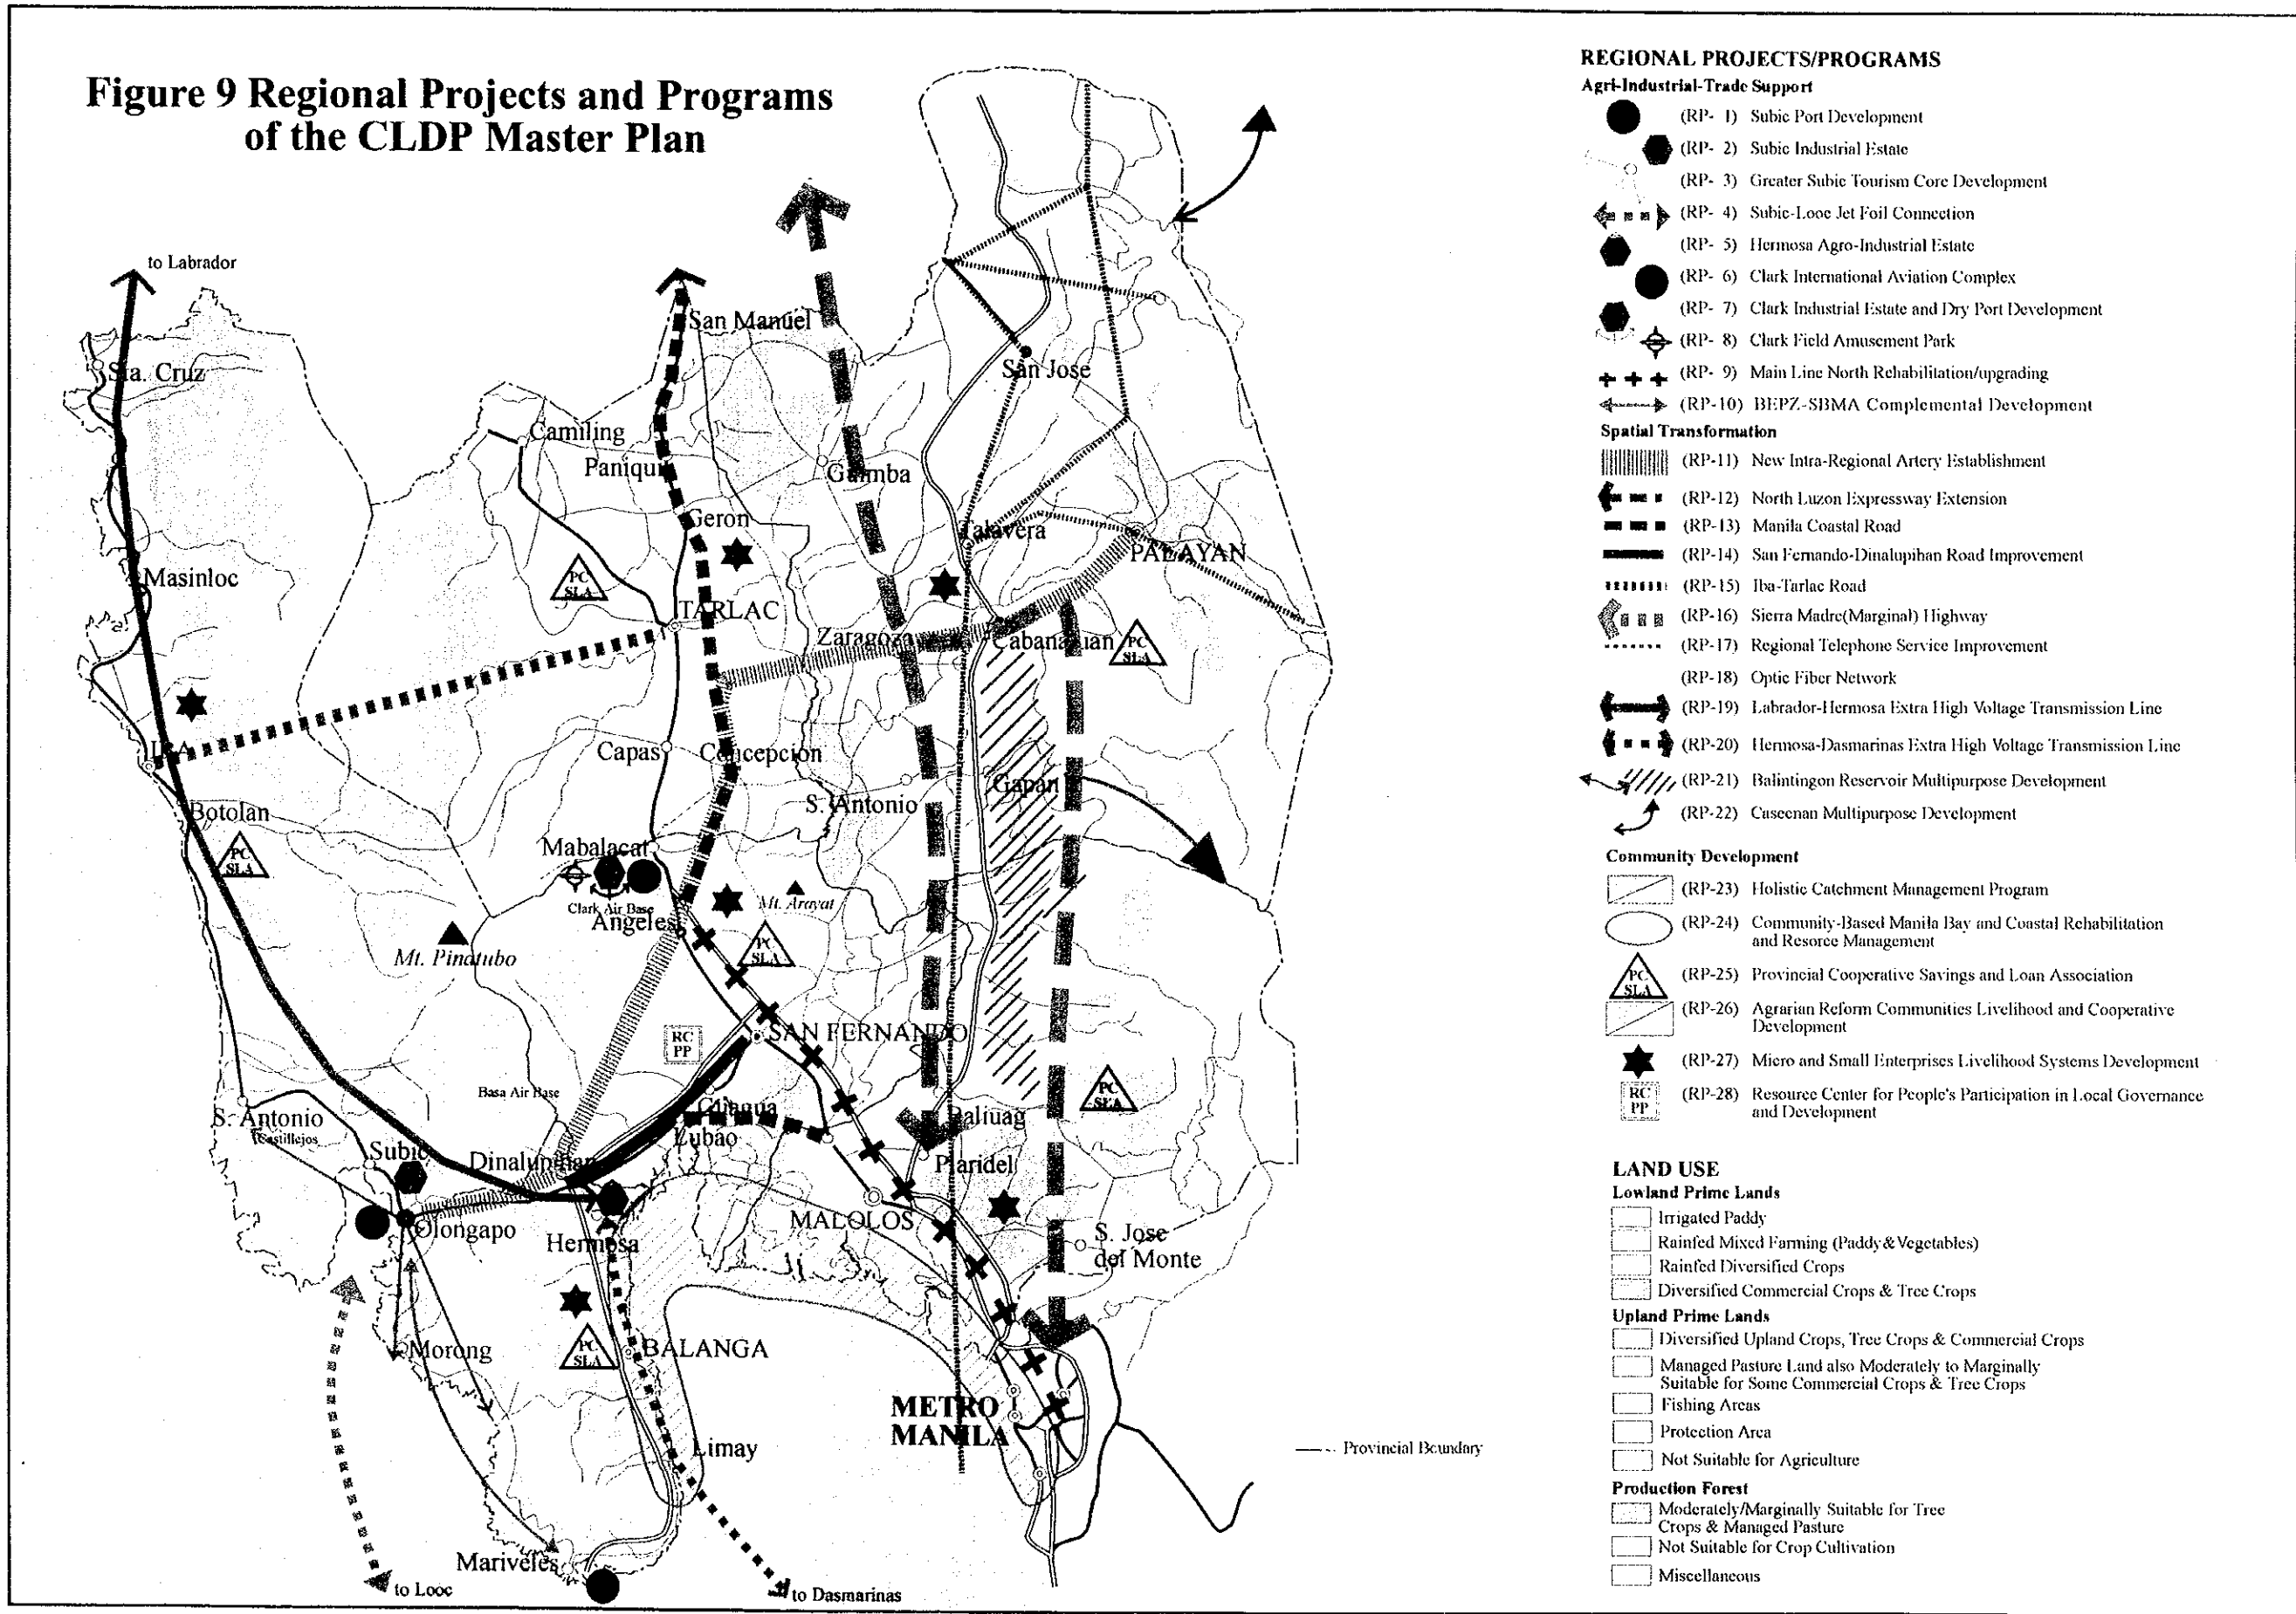 Figure 9 Regional Projects and Programs
of the CLDP Master Plan
to Labrador
San Manuel
Sta. Cruz
San Jose
Camiling
Paniqui
Guimba
Geron
Talavera
PALAYAN
PC
SLA
Masinloc
TARLAC
Zaragoza
Cabanatuan
PC
SLA
IBA
Capas
Concepcion
Gapan
S. Antonio
Botolan
PC
SLA
Mabalacat
Clark Air Base
Angeles
Mt. Arayat
Mt. Pinatubo
PC
SLA
RC
PP
SAN FERNANDO
Basa Air Base
PC
SLA
S. Antonio
Castillejos
Guagua
Lubao
Baliuag
Subic
Dinalupihan
Plaridel
Olongapo
MALOLOS
Hermosa
S. Jose
del Monte
Morong
PC
SLA
BALANGA
METRO
MANILA
Limay
Provincial Boundary
Mariveles
to Looc
to Dasmarinas
REGIONAL PROJECTS/PROGRAMS
Agri-Industrial-Trade Support
(RP- 1) Subic Port Development
(RP- 2) Subic Industrial Estate
(RP- 3) Greater Subic Tourism Core Development
(RP- 4) Subic-Looc Jet Foil Connection
(RP- 5) Hermosa Agro-Industrial Estate
(RP- 6) Clark International Aviation Complex
(RP- 7) Clark Industrial Estate and Dry Port Development
(RP- 8) Clark Field Amusement Park
(RP- 9) Main Line North Rehabilitation/upgrading
(RP-10) BEPZ-SBMA Complemental Development
Spatial Transformation
(RP-11) New Intra-Regional Artery Establishment
(RP-12) North Luzon Expressway Extension
(RP-13) Manila Coastal Road
(RP-14) San Fernando-Dinalupihan Road Improvement
(RP-15) Iba-Tarlac Road
(RP-16) Sierra Madre(Marginal) Highway
(RP-17) Regional Telephone Service Improvement
(RP-18) Optic Fiber Network
(RP-19) Labrador-Hermosa Extra High Voltage Transmission Line
(RP-20) Hermosa-Dasmarinas Extra High Voltage Transmission Line
(RP-21) Balintingon Reservoir Multipurpose Development
(RP-22) Casecnan Multipurpose Development
Community Development
(RP-23) Holistic Catchment Management Program
(RP-24) Community-Based Manila Bay and Coastal Rehabilitation
and Resorce Management
PC
SLA
(RP-25) Provincial Cooperative Savings and Loan Association
(RP-26) Agrarian Reform Communities Livelihood and Cooperative
Development
(RP-27) Micro and Small Enterprises Livelihood Systems Development
RC
PP
(RP-28) Resource Center for People's Participation in Local Governance
and Development
LAND USE
Lowland Prime Lands
Irrigated Paddy
Rainfed Mixed Farming (Paddy&Vegetables)
Rainfed Diversified Crops
Diversified Commercial Crops & Tree Crops
Upland Prime Lands
Diversified Upland Crops, Tree Crops & Commercial Crops
Managed Pasture Land also Moderately to Marginally
Suitable for Some Commercial Crops & Tree Crops
Fishing Areas
Protection Area
Not Suitable for Agriculture
Production Forest
Moderately/Marginally Suitable for Tree
Crops & Managed Pasture
Not Suitable for Crop Cultivation
Miscellaneous